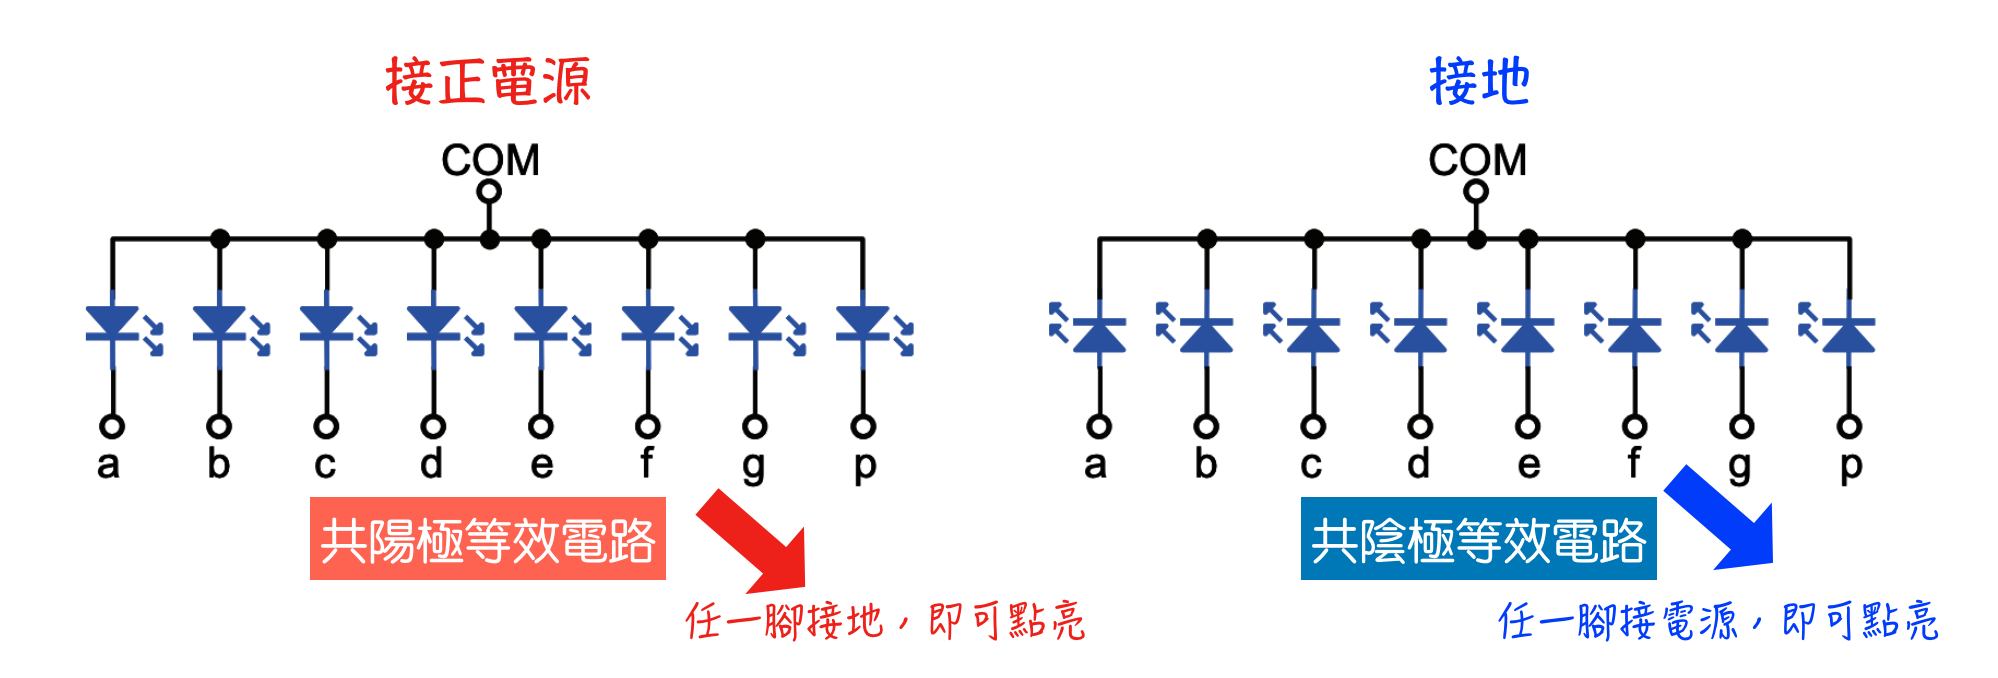 接正電源
COM
a b c d e f g p
共陽極等效電路
任一腳接地，即可點亮
接地
COM
a b c d e f g p
共陰極等效電路
任一腳接電源，即可點亮